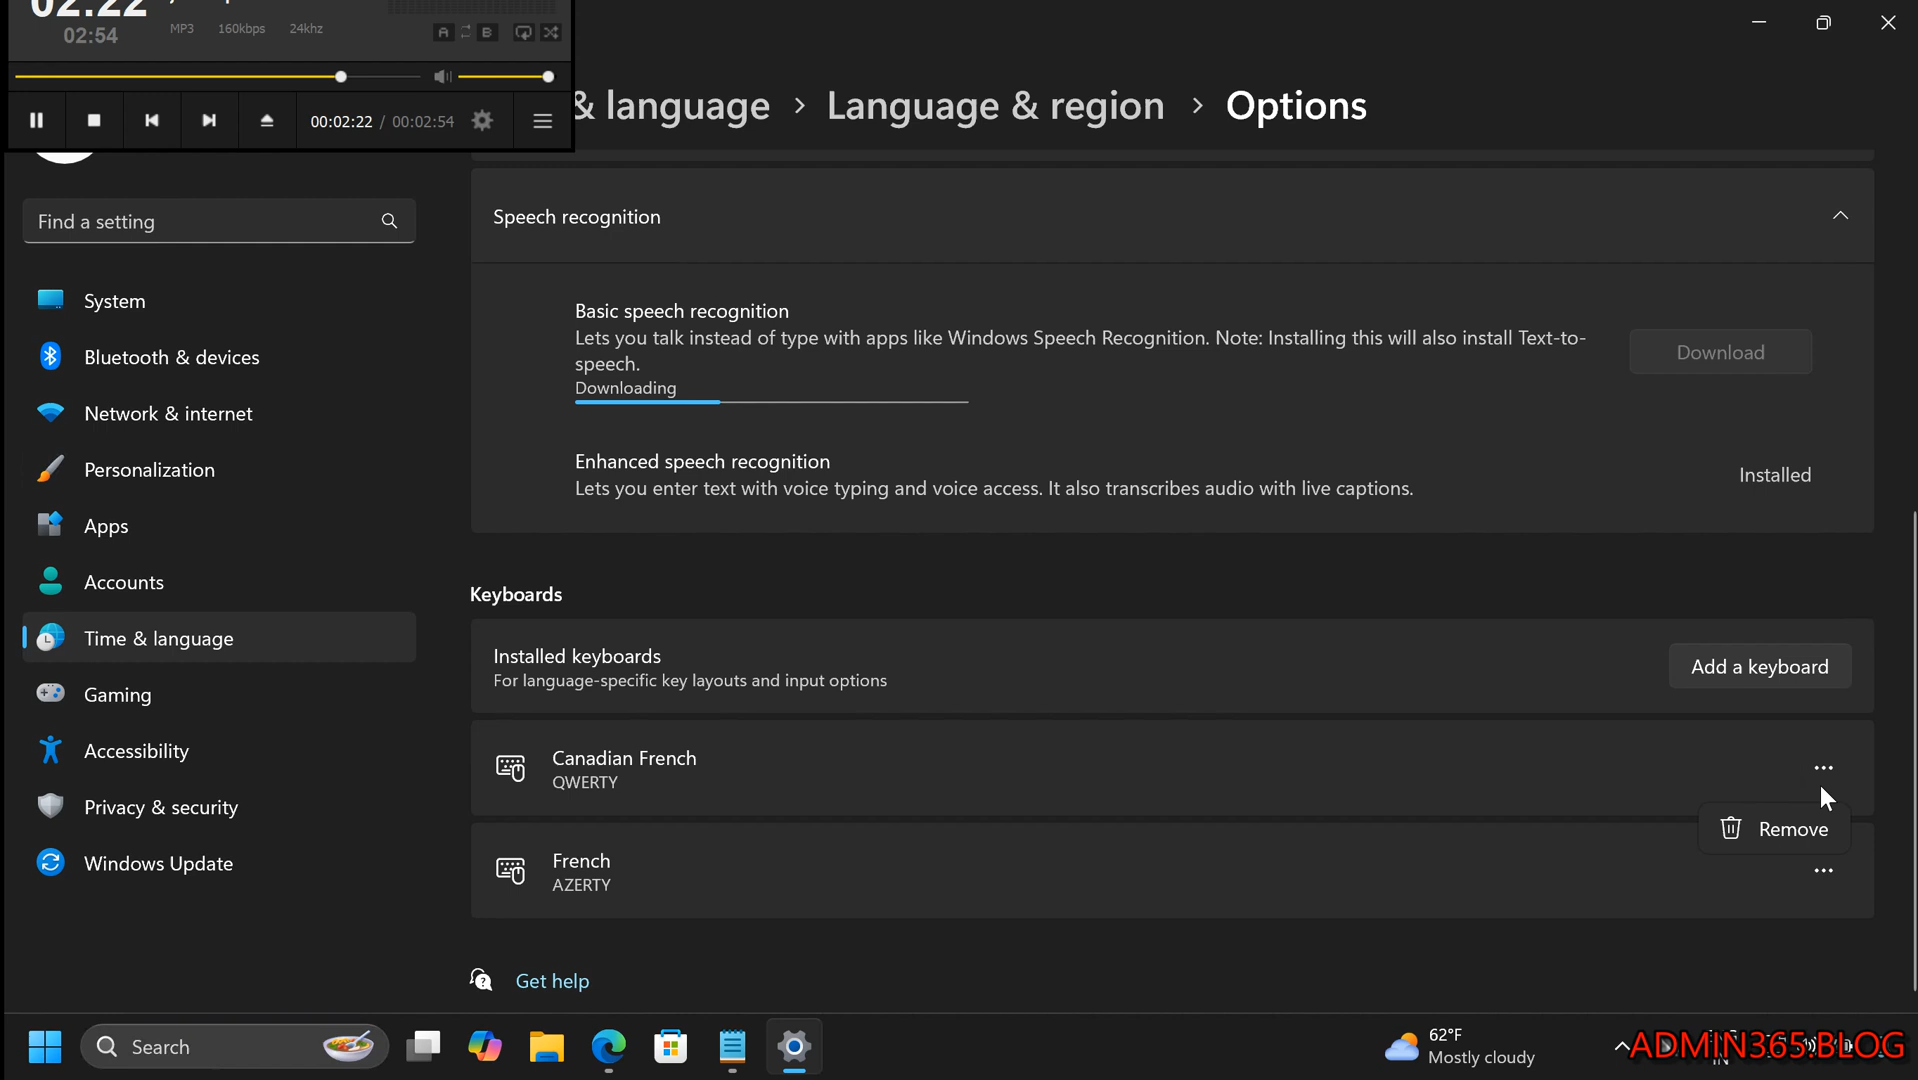 02:22
02:54
MP3 160kbps 24khz
A B
00:02:22 / 00:02:54
& language > Language & region > Options
Find a setting
System
Bluetooth & devices
Network & internet
Personalization
Apps
Accounts
Time & language
Gaming
Accessibility
Privacy & security
Windows Update
Speech recognition
Basic speech recognition
Lets you talk instead of type with apps like Windows Speech Recognition. Note: Installing this will also install Text-to-
speech.
Downloading
Download
Enhanced speech recognition
Lets you enter text with voice typing and voice access. It also transcribes audio with live captions.
Installed
Keyboards
Installed keyboards
For language-specific key layouts and input options
Add a keyboard
Canadian French
QWERTY
Remove
French
AZERTY
Get help
Search
62°F
Mostly cloudy
ADMIN365.BLOG